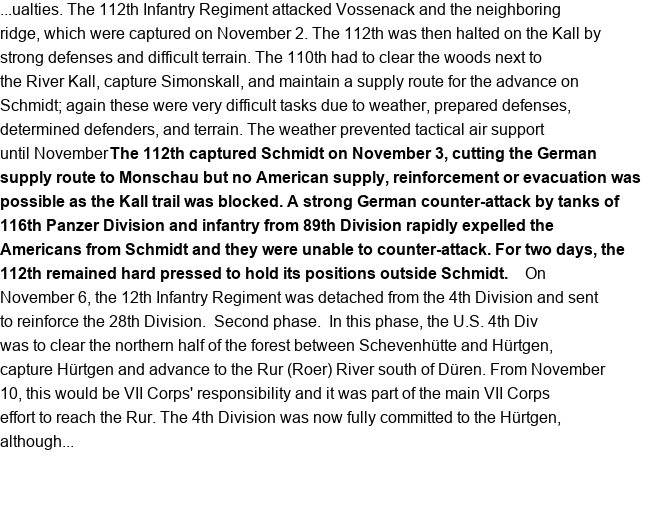 ...ualties. The 112th Infantry Regiment attacked Vossenack and the neighboring
ridge, which were captured on November 2. The 112th was then halted on the Kall by
strong defenses and difficult terrain. The 110th had to clear the woods next to
the River Kall, capture Simonskall, and maintain a supply route for the advance on
Schmidt; again these were very difficult tasks due to weather, prepared defenses,
determined defenders, and terrain. The weather prevented tactical air support
until November The 112th captured Schmidt on November 3, cutting the German
supply route to Monschau but no American supply, reinforcement or evacuation was
possible as the Kall trail was blocked. A strong German counter-attack by tanks of
116th Panzer Division and infantry from 89th Division rapidly expelled the
Americans from Schmidt and they were unable to counter-attack. For two days, the
112th remained hard pressed to hold its positions outside Schmidt. On
November 6, the 12th Infantry Regiment was detached from the 4th Division and sent
to reinforce the 28th Division. Second phase. In this phase, the U.S. 4th Div
was to clear the northern half of the forest between Schevenhütte and Hürtgen,
capture Hürtgen and advance to the Rur (Roer) River south of Düren. From November
10, this would be VII Corps' responsibility and it was part of the main VII Corps
effort to reach the Rur. The 4th Division was now fully committed to the Hürtgen,
although...